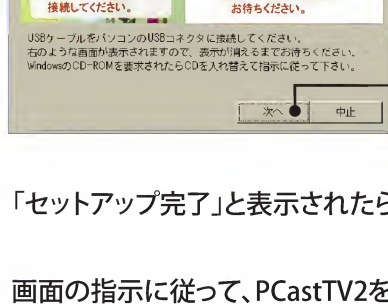 接続してください。
お待ちください。
USBケーブルをパソコンのUSBコネクタに接続してください。
右のような画面が表示されますので、表示が消えるまでお待ちください。
WindowsのCD-ROMを要求されたらCDを入れ替えて指示に従って下さい。
次へ
中止
「セットアップ完了」と表示されたら
画面の指示に従って、PCastTV2を